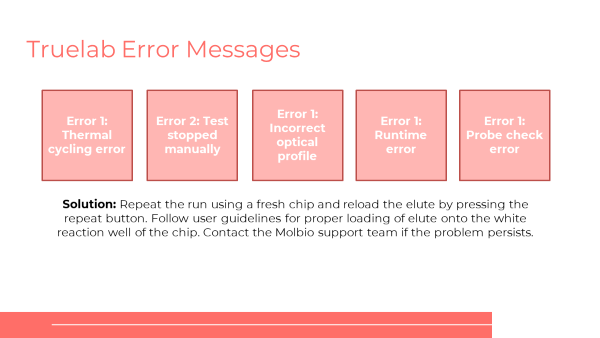 Truelab Error Messages
Error 1:
Thermal
cycling error
Error 2: Test
stopped
manually
Error 1:
Incorrect
optical
profile
Error 1:
Runtime
error
Error 1:
Probe check
error
Solution: Repeat the run using a fresh chip and reload the elute by pressing the
repeat button. Follow user guidelines for proper loading of elute onto the white
reaction well of the chip. Contact the Molbio support team if the problem persists.